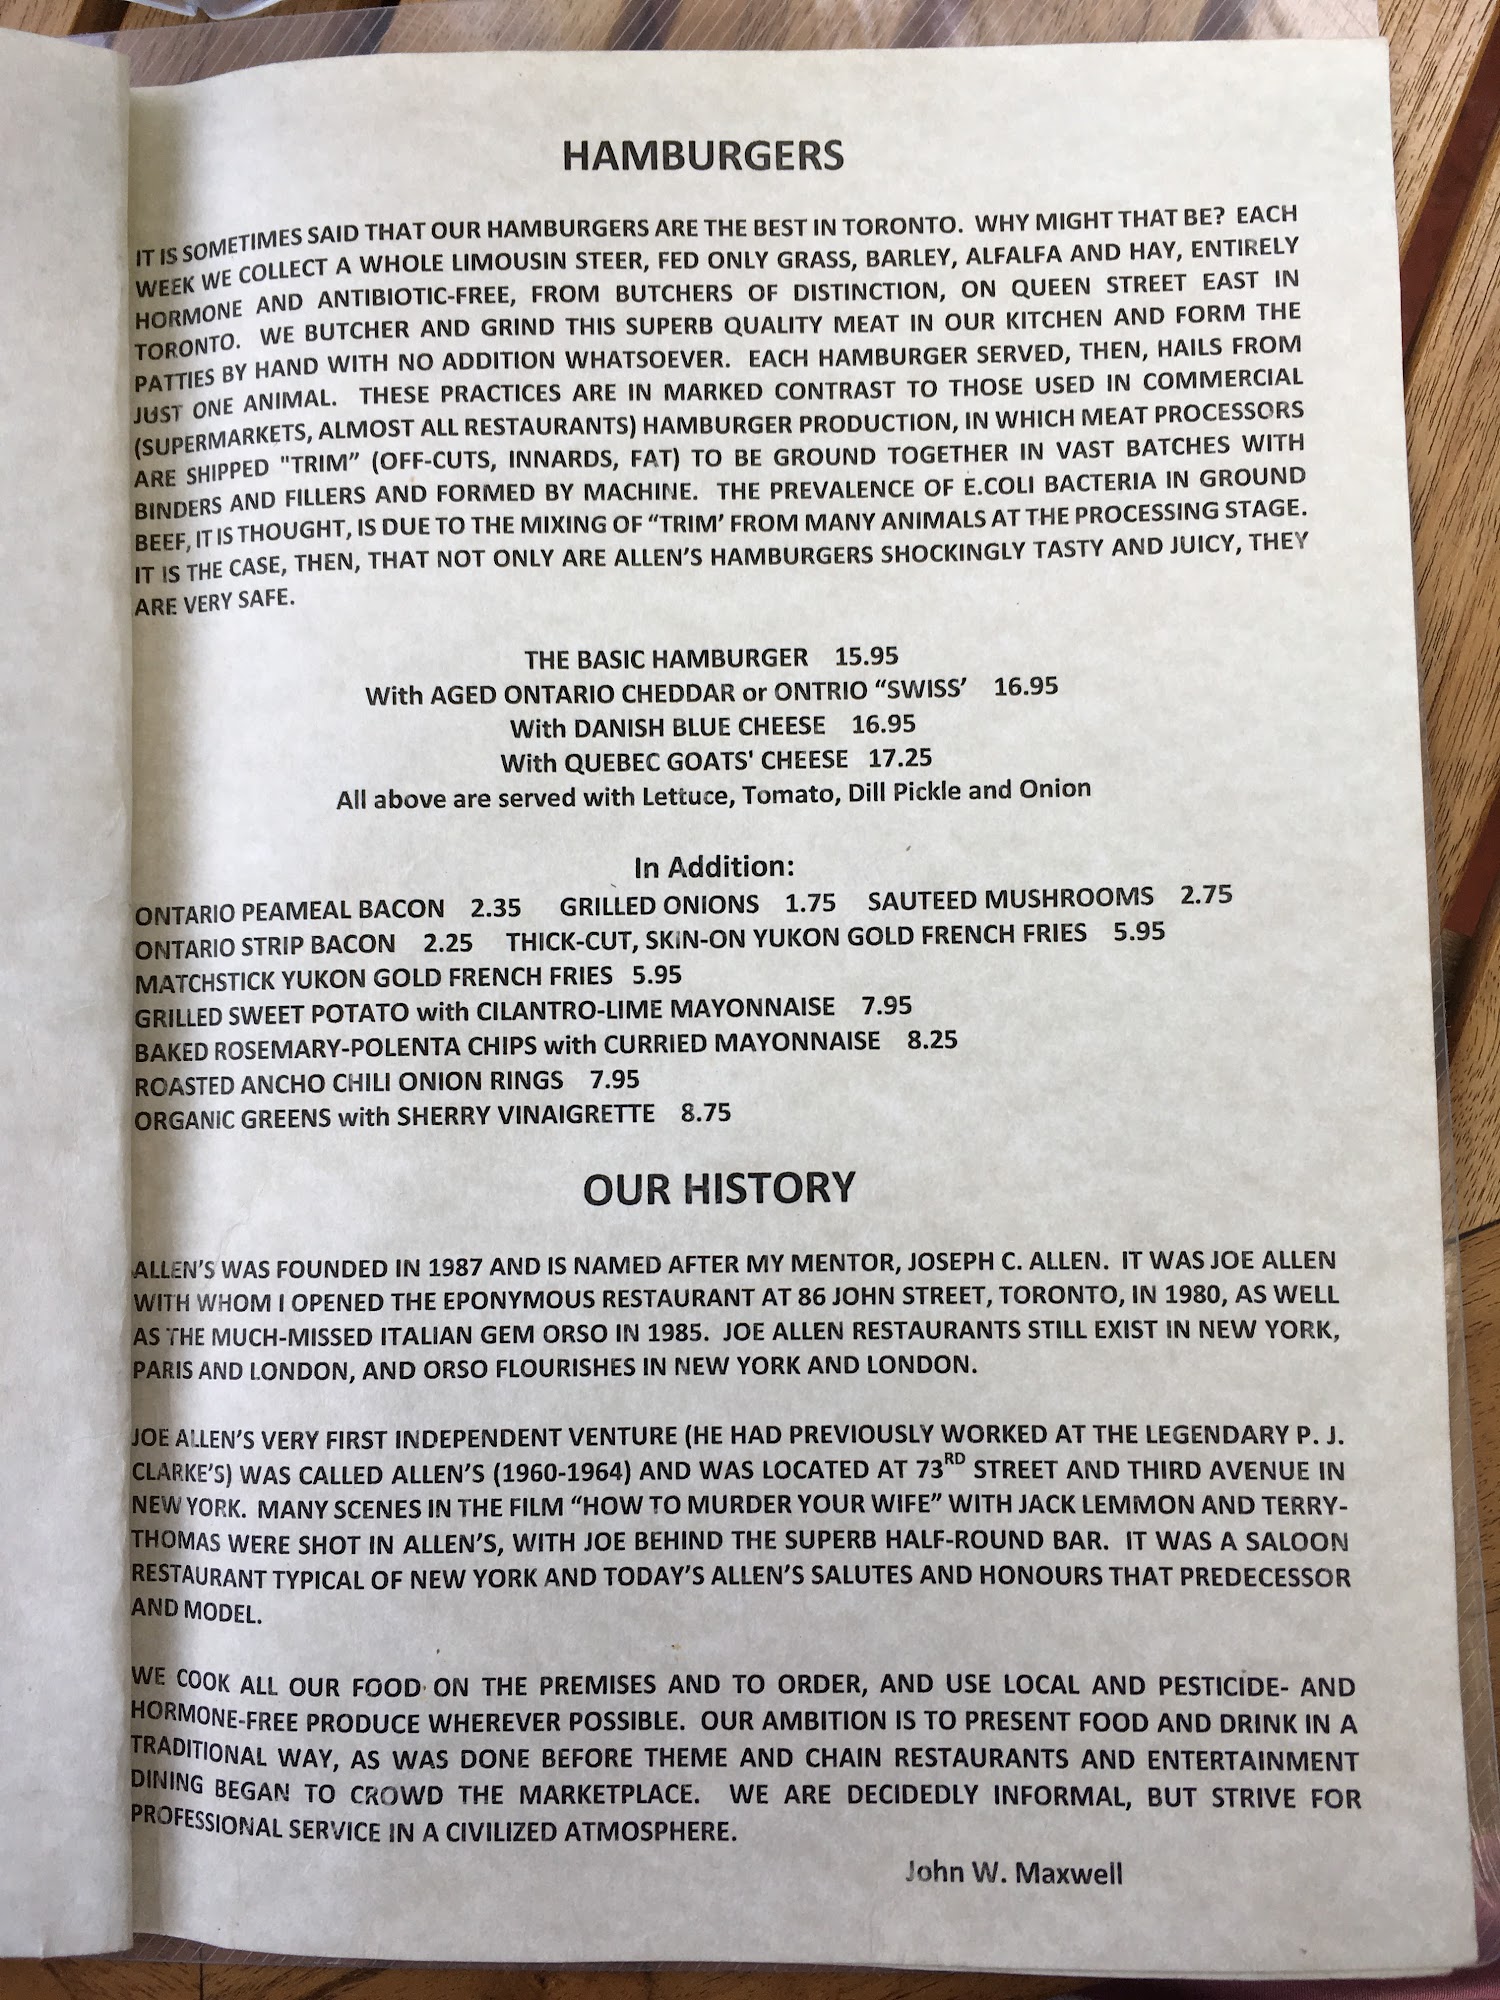 HAMBURGERS
IT IS SOMETIMES SAID THAT OUR HAMBURGERS ARE THE BEST IN TORONTO. WHY MIGHT THAT BE? EACH
WEEK WE COLLECT A WHOLE LIMOUSIN STEER, FED ONLY GRASS, BARLEY, ALFALFA AND HAY, ENTIRELY
HORMONE AND ANTIBIOTIC-FREE, FROM BUTCHERS OF DISTINCTION, ON QUEEN STREET EAST IN
TORONTO. WE BUTCHER AND GRIND THIS SUPERB QUALITY MEAT IN OUR KITCHEN AND FORM THE
PATTIES BY HAND WITH NO ADDITION WHATSOEVER. EACH HAMBURGER SERVED, THEN, HAILS FROM
JUST ONE ANIMAL. THESE PRACTICES ARE IN MARKED CONTRAST TO THOSE USED IN COMMERCIAL
(SUPERMARKETS, ALMOST ALL RESTAURANTS) HAMBURGER PRODUCTION, IN WHICH MEAT PROCESSORS
ARE SHIPPED "TRIM” (OFF-CUTS, INNARDS, FAT) TO BE GROUND TOGETHER IN VAST BATCHES WITH
BINDERS AND FILLERS AND FORMED BY MACHINE. THE PREVALENCE OF E.COLI BACTERIA IN GROUND
BEEF, IT IS THOUGHT, IS DUE TO THE MIXING OF “TRIM’ FROM MANY ANIMALS AT THE PROCESSING STAGE.
IT IS THE CASE, THEN, THAT NOT ONLY ARE ALLEN’S HAMBURGERS SHOCKINGLY TASTY AND JUICY, THEY
ARE VERY SAFE.
THE BASIC HAMBURGER 15.95
With AGED ONTARIO CHEDDAR or ONTRIO “SWISS’ 16.95
With DANISH BLUE CHEESE 16.95
With QUEBEC GOATS' CHEESE 17.25
All above are served with Lettuce, Tomato, Dill Pickle and Onion
In Addition:
ONTARIO PEAMEAL BACON 2.35 GRILLED ONIONS 1.75 SAUTEED MUSHROOMS 2.75
ONTARIO STRIP BACON 2.25 THICK-CUT, SKIN-ON YUKON GOLD FRENCH FRIES 5.95
MATCHSTICK YUKON GOLD FRENCH FRIES 5.95
GRILLED SWEET POTATO with CILANTRO-LIME MAYONNAISE 7.95
BAKED ROSEMARY-POLENTA CHIPS with CURRIED MAYONNAISE 8.25
ROASTED ANCHO CHILI ONION RINGS 7.95
ORGANIC GREENS with SHERRY VINAIGRETTE 8.75
OUR HISTORY
ALLEN’S WAS FOUNDED IN 1987 AND IS NAMED AFTER MY MENTOR, JOSEPH C. ALLEN. IT WAS JOE ALLEN
WITH WHOM I OPENED THE EPONYMOUS RESTAURANT AT 86 JOHN STREET, TORONTO, IN 1980, AS WELL
AS THE MUCH-MISSED ITALIAN GEM ORSO IN 1985. JOE ALLEN RESTAURANTS STILL EXIST IN NEW YORK,
PARIS AND LONDON, AND ORSO FLOURISHES IN NEW YORK AND LONDON.
JOE ALLEN’S VERY FIRST INDEPENDENT VENTURE (HE HAD PREVIOUSLY WORKED AT THE LEGENDARY P. J.
CLARKE’S) WAS CALLED ALLEN’S (1960-1964) AND WAS LOCATED AT 73RD STREET AND THIRD AVENUE IN
NEW YORK. MANY SCENES IN THE FILM “HOW TO MURDER YOUR WIFE” WITH JACK LEMMON AND TERRY-
THOMAS WERE SHOT IN ALLEN’S, WITH JOE BEHIND THE SUPERB HALF-ROUND BAR. IT WAS A SALOON
RESTAURANT TYPICAL OF NEW YORK AND TODAY’S ALLEN’S SALUTES AND HONOURS THAT PREDECESSOR
AND MODEL.
WE COOK ALL OUR FOOD ON THE PREMISES AND TO ORDER, AND USE LOCAL AND PESTICIDE- AND
HORMONE-FREE PRODUCE WHEREVER POSSIBLE. OUR AMBITION IS TO PRESENT FOOD AND DRINK IN A
TRADITIONAL WAY, AS WAS DONE BEFORE THEME AND CHAIN RESTAURANTS AND ENTERTAINMENT
DINING BEGAN TO CROWD THE MARKETPLACE. WE ARE DECIDEDLY INFORMAL, BUT STRIVE FOR
PROFESSIONAL SERVICE IN A CIVILIZED ATMOSPHERE.
John W. Maxwell